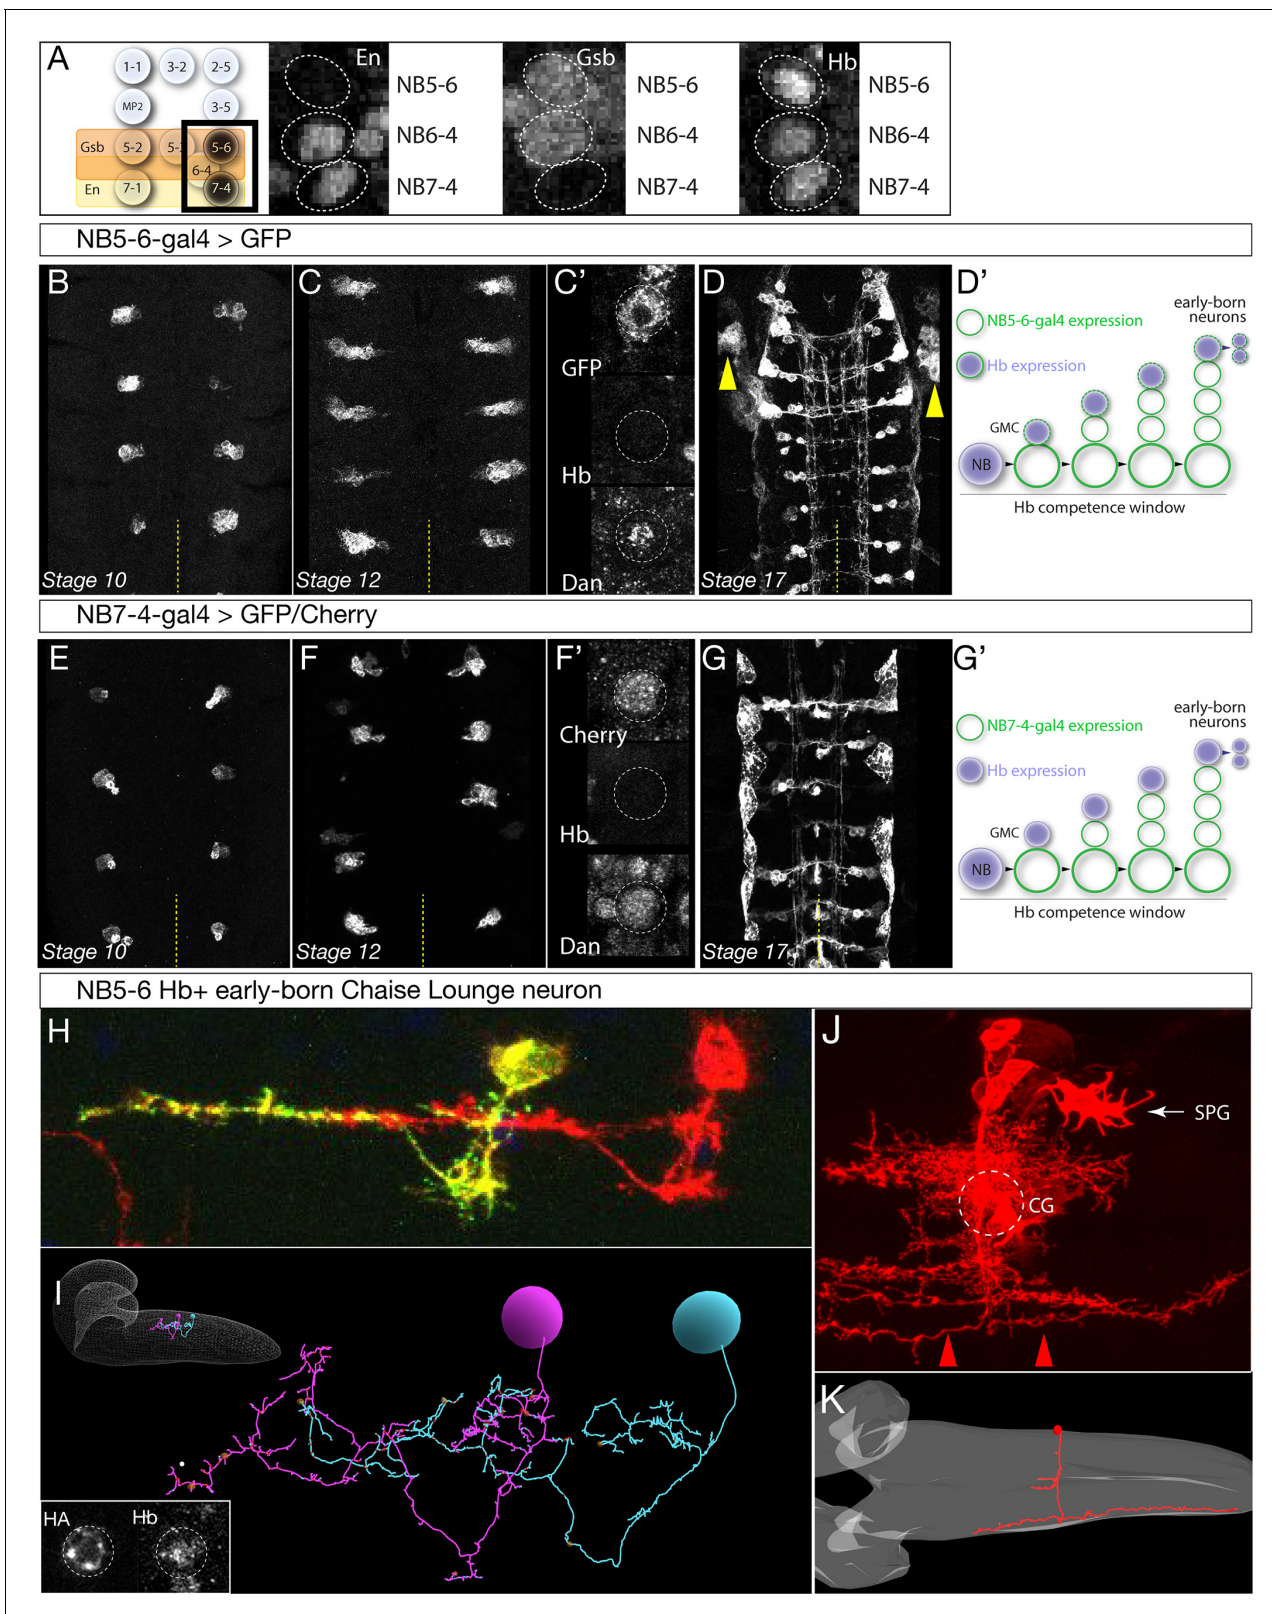 A
1-1
3-2
2-5
MP2
3-5
Gsb
5-2
5-3
5-6
6-4
En
7-1
7-4
En
NB5-6
NB6-4
NB7-4
Gsb
NB5-6
NB6-4
NB7-4
Hb
NB5-6
NB6-4
NB7-4
NB5-6-gal4 > GFP
B
Stage 10
C
Stage 12
C’
GFP
Hb
Dan
D
Stage 17
D’
NB5-6-gal4 expression
Hb expression
early-born
neurons
GMC
NB
Hb competence window
NB7-4-gal4 > GFP/Cherry
E
Stage 10
F
Stage 12
F’
Cherry
Hb
Dan
G
Stage 17
G’
NB7-4-gal4 expression
Hb expression
early-born
neurons
GMC
NB
Hb competence window
NB5-6 Hb+ early-born Chaise Lounge neuron
H
I
HA
Hb
J
SPG
CG
K